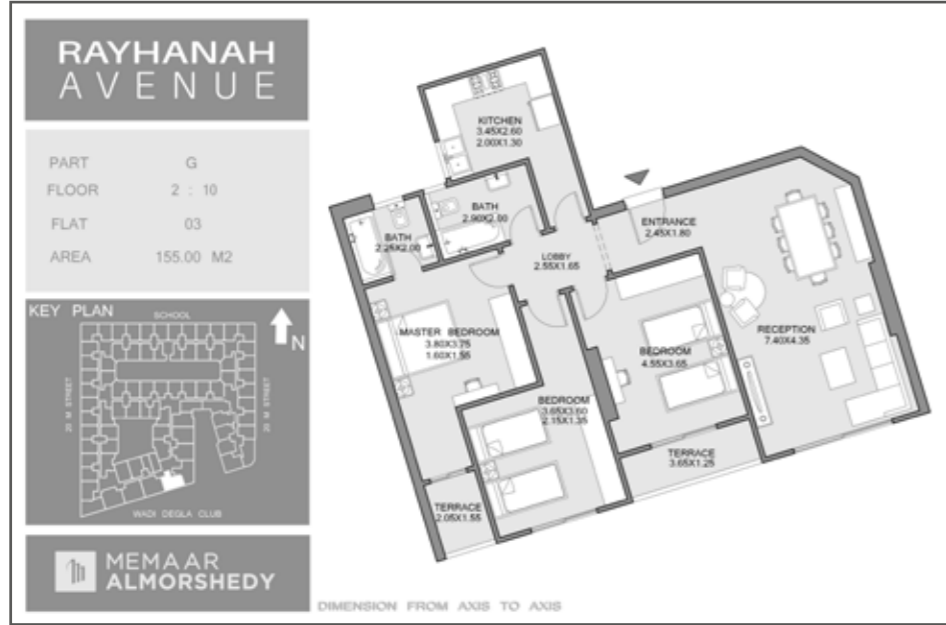 RAYHANAH
AVENUE
PART G
FLOOR 2 : 10
FLAT 03
AREA 155.00 M2
KEY PLAN
SCHOOL
N
20 M STREET
20 M STREET
WADI DEGLA CLUB
MEMAAR
ALMORSHEDY
KITCHEN
3.45X2.60
2.00X1.30
BATH
2.90X2.00
BATH
2.25X2.00
ENTRANCE
2.45X1.80
LOBBY
2.55X1.65
MASTER BEDROOM
3.80X3.75
1.60X1.55
BEDROOM
4.55X3.65
RECEPTION
7.40X4.35
BEDROOM
3.65X3.60
2.15X1.35
TERRACE
3.65X1.25
TERRACE
2.05X1.55
DIMENSION FROM AXIS TO AXIS